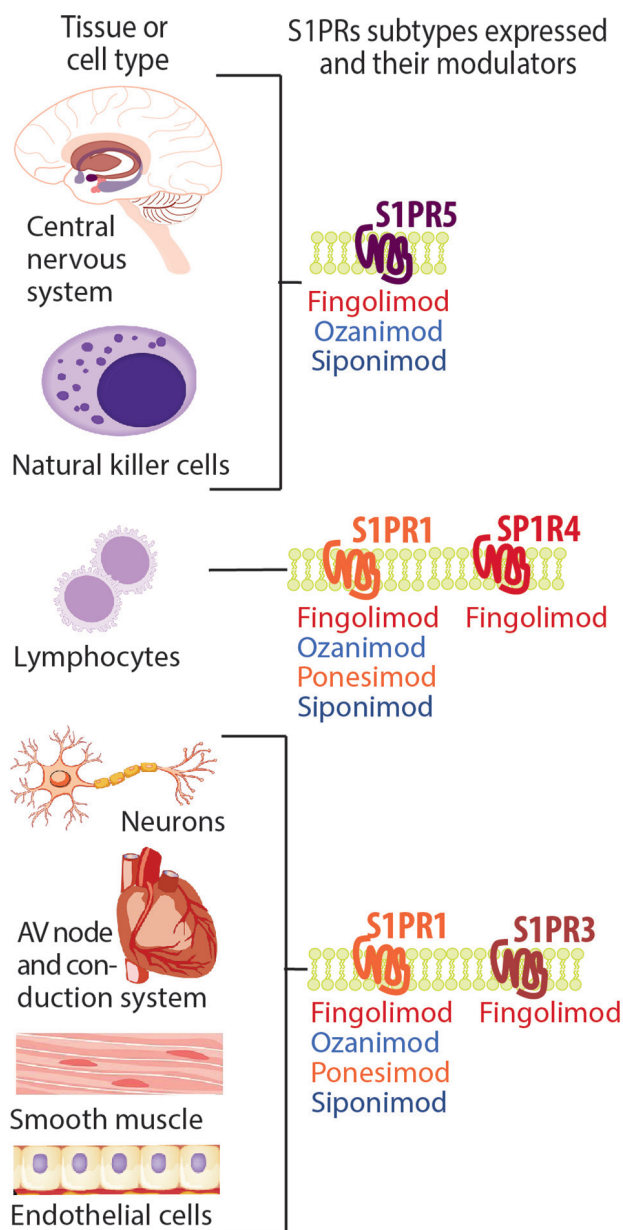 Tissue or
cell type
S1PRs subtypes expressed
and their modulators
Central
nervous
system
Natural killer cells
S1PR5
Fingolimod
Ozanimod
Siponimod
Lymphocytes
S1PR1
Fingolimod
Ozanimod
Ponesimod
Siponimod
SP1R4
Fingolimod
Neurons
AV node
and con-
duction system
Smooth muscle
Endothelial cells
S1PR1
Fingolimod
Ozanimod
Ponesimod
Siponimod
S1PR3
Fingolimod